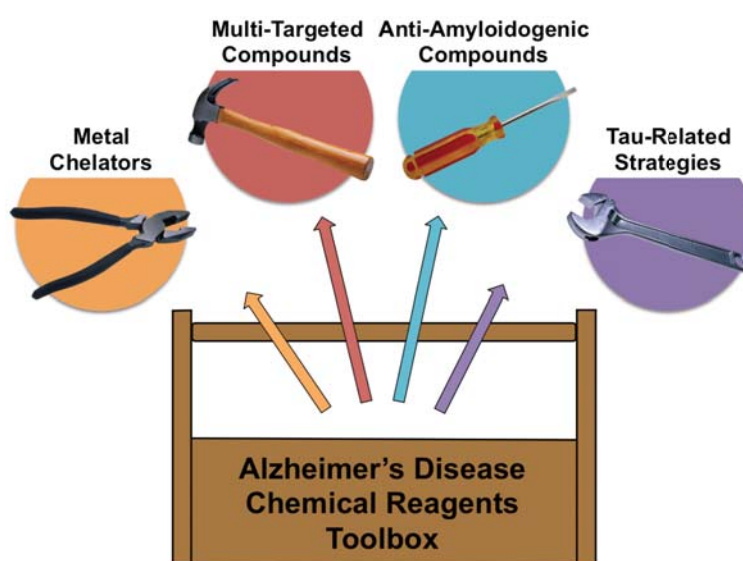 Multi-Targeted
Compounds
Anti-Amyloidogenic
Compounds
Metal
Chelators
Tau-Related
Strategies
Alzheimer's Disease
Chemical Reagents
Toolbox